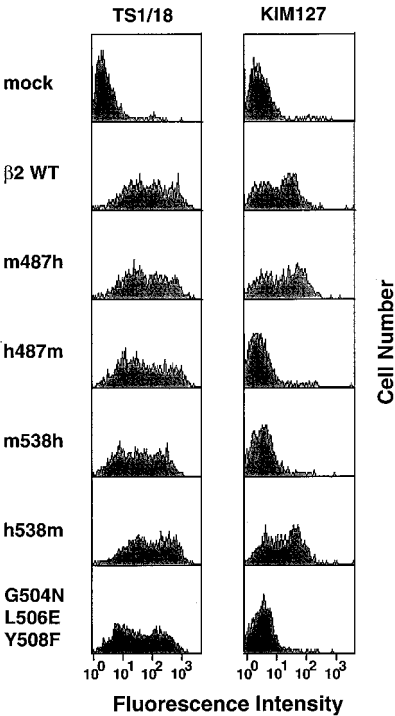 TS1/18 KIM127
mock
β2 WT
m487h
h487m
m538h
h538m
G504N
L506E
Y508F
Cell Number
10⁰ 10¹ 10² 10³ 10⁰ 10¹ 10² 10³
Fluorescence Intensity